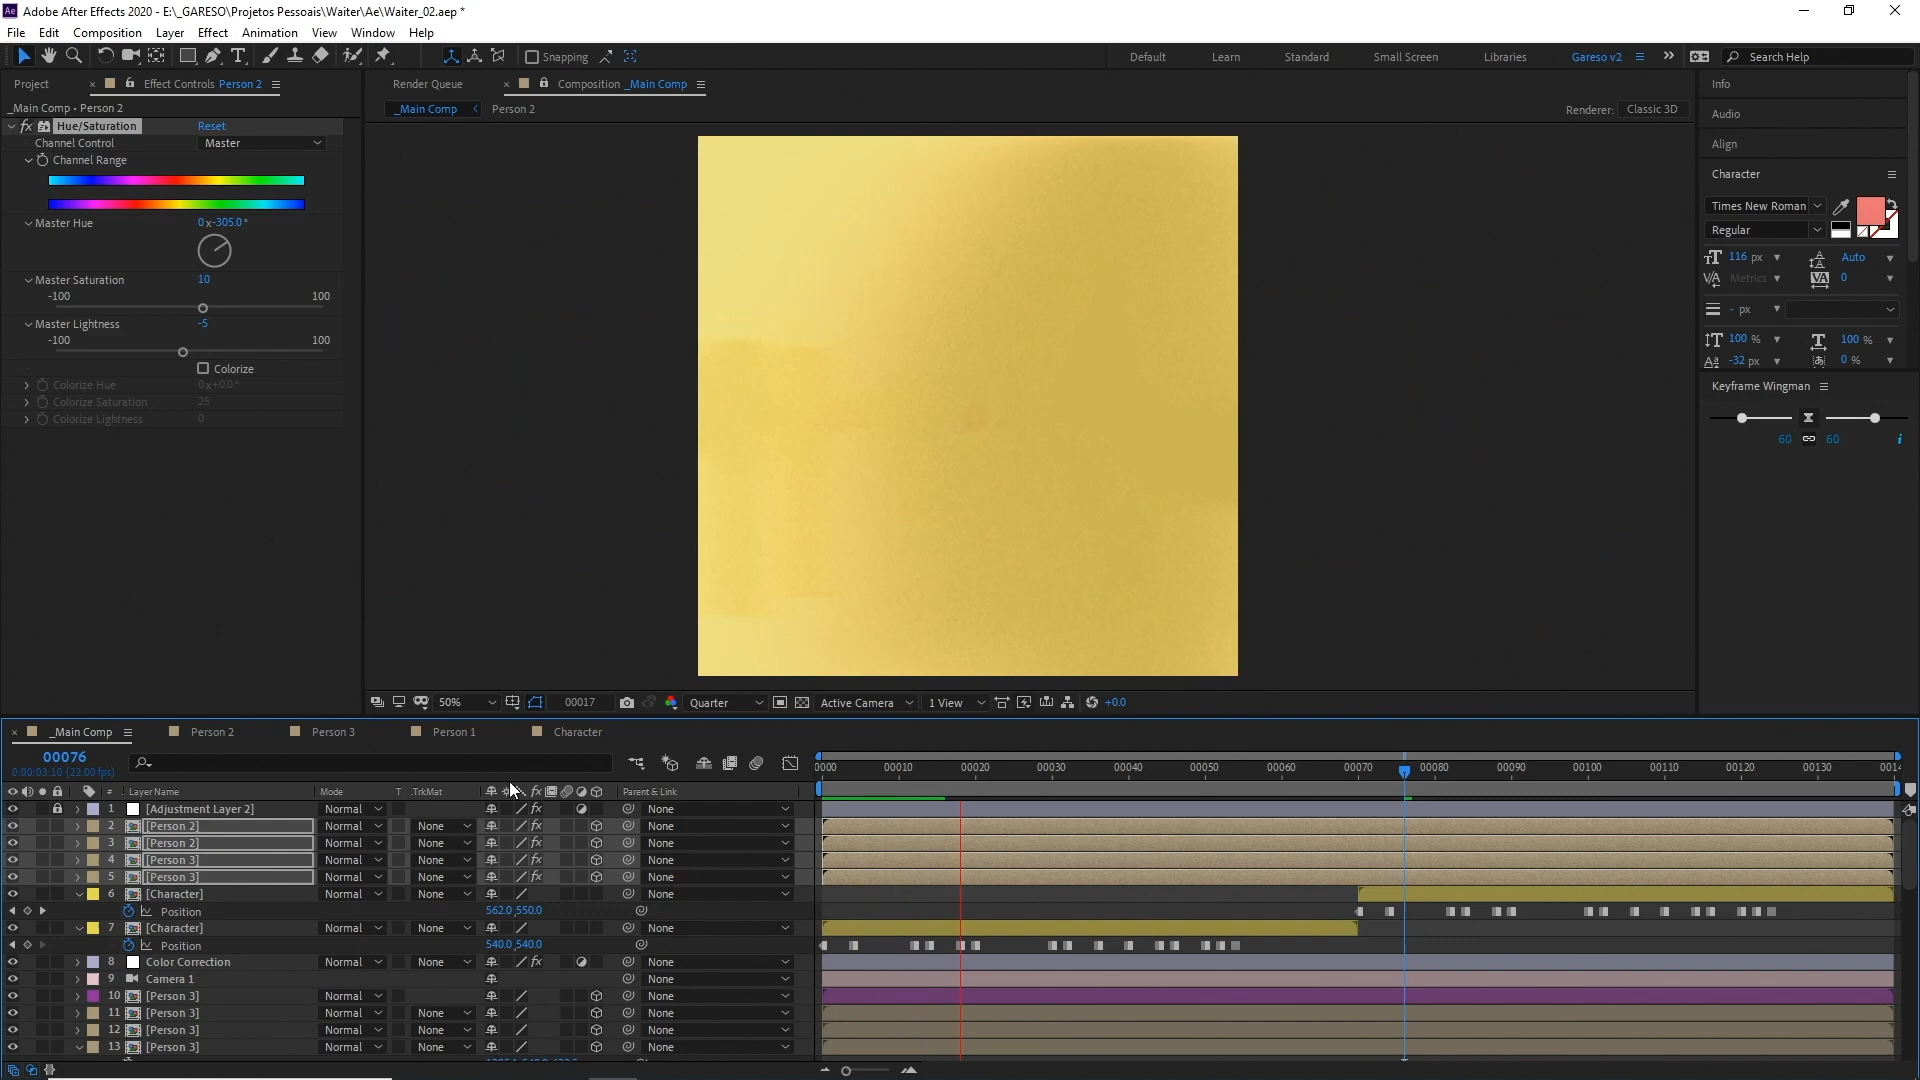 Adobe After Effects 2020 - E:\_GARESO\Projetos Pessoais\Waiter\Ae\Waiter_02.aep *
File Edit Composition Layer Effect Animation View Window Help
Snapping Default Learn Standard Small Screen Libraries Gareso v2 Search Help
Project Effect Controls Person 2 Render Queue Composition _Main Comp Info
_Main Comp • Person 2 _Main Comp Person 2 Renderer: Classic 3D
Hue/Saturation Reset
Channel Control Master
Channel Range
Master Hue 0x-305.0°
Master Saturation 10
-100 100
Master Lightness -5
-100 100
Colorize
Colorize Hue 0x+0.0°
Colorize Saturation 25
Colorize Lightness 0
Audio
Align
Character
Times New Roman
Regular
116 px Auto
Metrics 0
- px
100 % 100 %
-32 px 0 %
Keyframe Wingman
60 60
50% 00017 Quarter Active Camera 1 View +0.0
_Main Comp Person 2 Person 3 Person 1 Character
00076
0:00:03:10 (22.00 fps)
0000 00010 00020 00030 00040 00050 00060 00070 00080 00090 00100 00110 00120 00130 0014
# Layer Name Mode T .TrkMat Parent & Link
1 [Adjustment Layer 2] Normal None
2 [Person 2] Normal None None
3 [Person 2] Normal None None
4 [Person 3] Normal None None
5 [Person 3] Normal None None
6 [Character] Normal None None
Position 562.0,550.0
7 [Character] Normal None None
Position 540.0,540.0
8 Color Correction Normal None None
9 Camera 1 None
10 [Person 3] Normal None
11 [Person 3] Normal None None
12 [Person 3] Normal None None
13 [Person 3] Normal None None